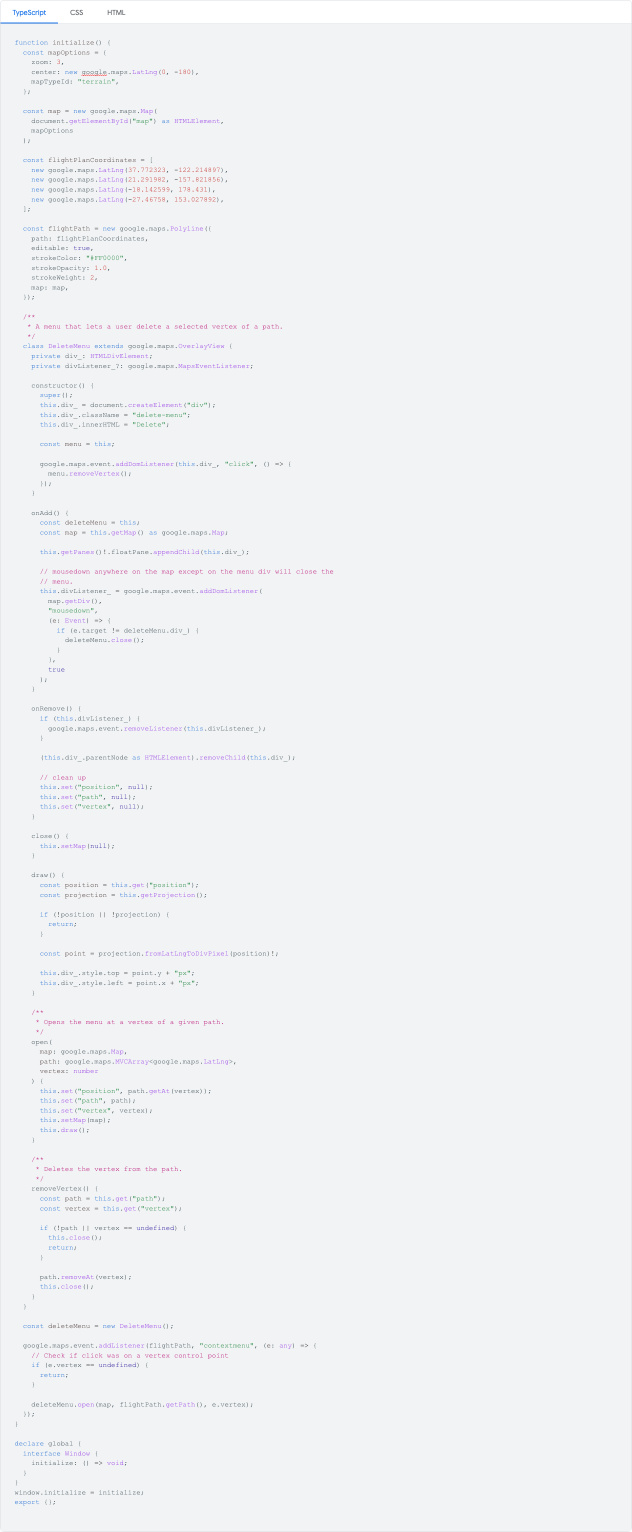 TypeScript CSS HTML
function initialize() {
const mapOptions = {
zoom: 3,
center: new google.maps.LatLng(0, -180),
mapTypeId: "terrain",
};
const map = new google.maps.Map(
document.getElementById("map") as HTMLElement,
mapOptions
);
const flightPlanCoordinates = [
new google.maps.LatLng(37.772323, -122.214897),
new google.maps.LatLng(21.291982, -157.821856),
new google.maps.LatLng(-18.142599, 178.431),
new google.maps.LatLng(-27.46758, 153.027892),
];
const flightPath = new google.maps.Polyline({
path: flightPlanCoordinates,
editable: true,
strokeColor: "#FF0000",
strokeOpacity: 1.0,
strokeWeight: 2,
map: map,
});
/**
* A menu that lets a user delete a selected vertex of a path.
*/
class DeleteMenu extends google.maps.OverlayView {
private div_: HTMLDivElement;
private divListener_?: google.maps.MapsEventListener;
constructor() {
super();
this.div_ = document.createElement("div");
this.div_.className = "delete-menu";
this.div_.innerHTML = "Delete";
const menu = this;
google.maps.event.addDomListener(this.div_, "click", () => {
menu.removeVertex();
});
}
onAdd() {
const deleteMenu = this;
const map = this.getMap() as google.maps.Map;
this.getPanes()!.floatPane.appendChild(this.div_);
// mousedown anywhere on the map except on the menu div will close the
// menu.
this.divListener_ = google.maps.event.addDomListener(
map.getDiv(),
"mousedown",
(e: Event) => {
if (e.target != deleteMenu.div_) {
deleteMenu.close();
}
},
true
);
}
onRemove() {
if (this.divListener_) {
google.maps.event.removeListener(this.divListener_);
}
(this.div_.parentNode as HTMLElement).removeChild(this.div_);
// clean up
this.set("position", null);
this.set("path", null);
this.set("vertex", null);
}
close() {
this.setMap(null);
}
draw() {
const position = this.get("position");
const projection = this.getProjection();
if (!position || !projection) {
return;
}
const point = projection.fromLatLngToDivPixel(position)!;
this.div_.style.top = point.y + "px";
this.div_.style.left = point.x + "px";
}
/**
* Opens the menu at a vertex of a given path.
*/
open(
map: google.maps.Map,
path: google.maps.MVCArray<google.maps.LatLng>,
vertex: number
) {
this.set("position", path.getAt(vertex));
this.set("path", path);
this.set("vertex", vertex);
this.setMap(map);
this.draw();
}
/**
* Deletes the vertex from the path.
*/
removeVertex() {
const path = this.get("path");
const vertex = this.get("vertex");
if (!path || vertex == undefined) {
this.close();
return;
}
path.removeAt(vertex);
this.close();
}
}
const deleteMenu = new DeleteMenu();
google.maps.event.addListener(flightPath, "contextmenu", (e: any) => {
// Check if click was on a vertex control point
if (e.vertex == undefined) {
return;
}
deleteMenu.open(map, flightPath.getPath(), e.vertex);
});
}
declare global {
interface Window {
initialize: () => void;
}
}
window.initialize = initialize;
export {};